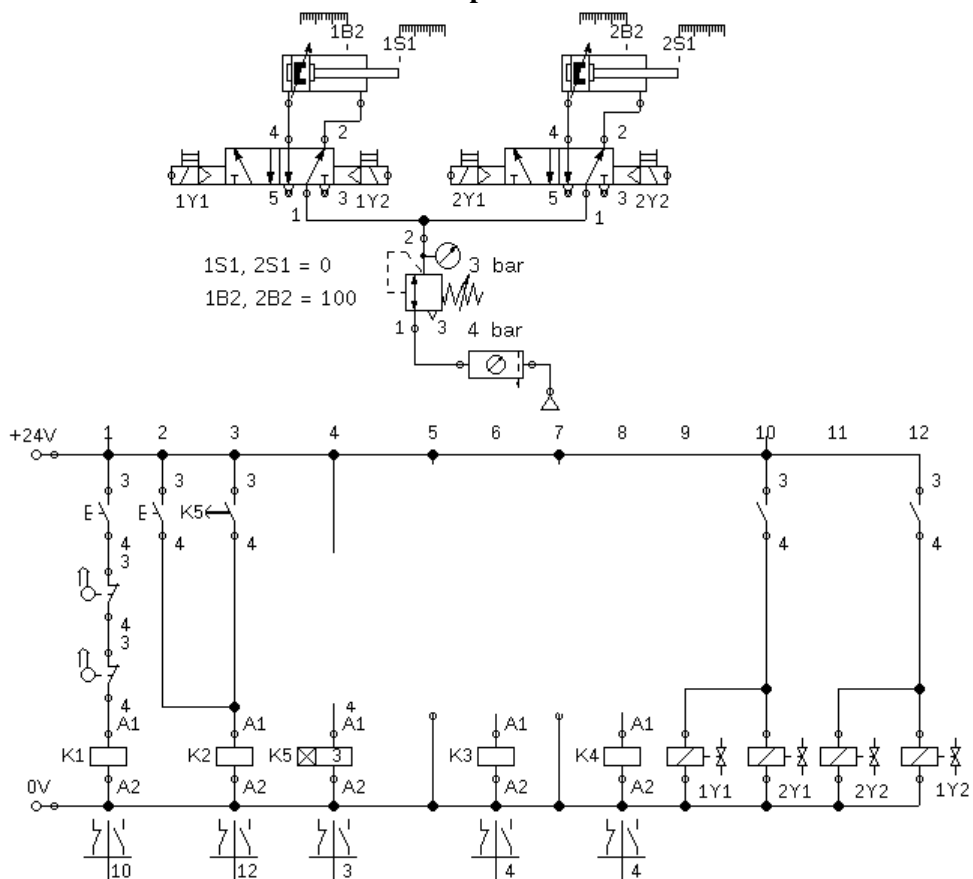 1B2 2B2
1S1 2S1
4 2 4 2
1Y1 5 3 1Y2 2Y1 5 3 2Y2
1 1
2
1S1, 2S1 = 0 3 bar
1B2, 2B2 = 100
1 3 4 bar
+24V 1 2 3 4 5 6 7 8 9 10 11 12
3 3 3 3 3
E E K5
4 4 4 4 4
3
4
3
4 4
A1 A1 A1 A1 A1
K1 K2 K5 3 K3 K4
A2 A2 A2 A2 A2 1Y1 2Y1 2Y2 1Y2
0V
10 12 3 4 4